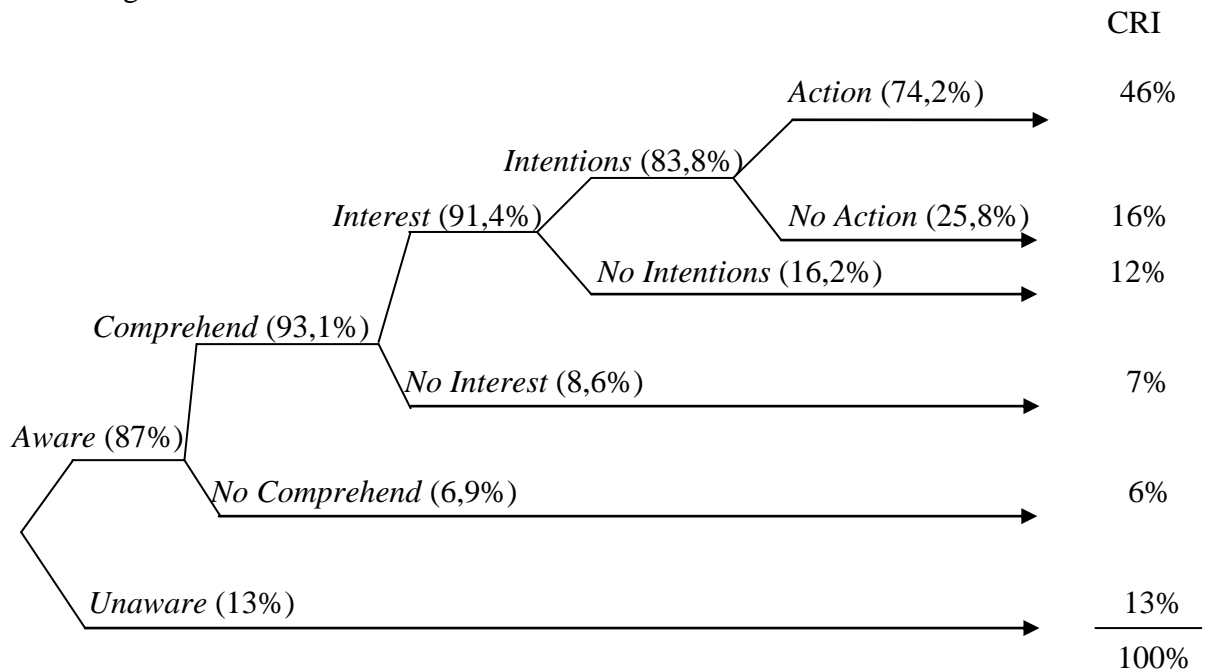 CRI
Action (74,2%) 46%
Intentions (83,8%)
Interest (91,4%) No Action (25,8%) 16%
No Intentions (16,2%) 12%
Comprehend (93,1%)
No Interest (8,6%) 7%
Aware (87%)
No Comprehend (6,9%) 6%
Unaware (13%) 13%
100%